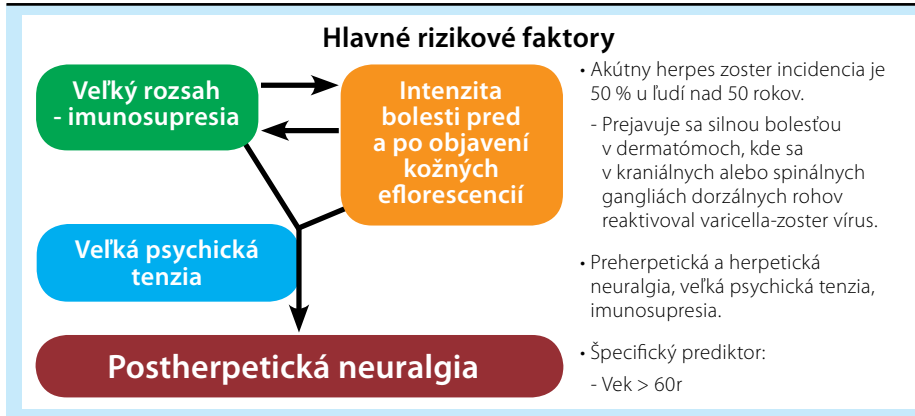 Hlavné rizikové faktory
Veľký rozsah
- imunosupresia
Intenzita
bolesti pred
a po objavení
kožných
eflorescencií
Veľká psychická
tenzia
Postherpetická neuralgia
• Akútny herpes zoster incidencia je
50 % u ľudí nad 50 rokov.
- Prejavuje sa silnou bolesťou
v dermatómoch, kde sa
v kraniálnych alebo spinálnych
gangliách dorzálnych rohov
reaktivoval varicella-zoster vírus.
• Preherpetická a herpetická
neuralgia, veľká psychická tenzia,
imunosupresia.
• Špecifický prediktor:
- Vek > 60r